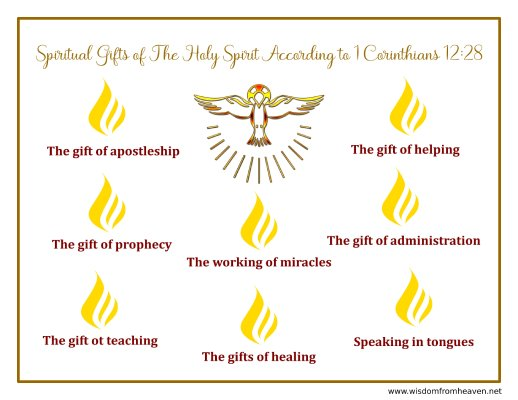 Spiritual Gifts of The Holy Spirit According to 1 Corinthians 12:28
The gift of apostleship
The gift of helping
The gift of prophecy
The gift of administration
The working of miracles
The gift ot teaching
The gifts of healing
Speaking in tongues
www.wisdomfromheaven.net